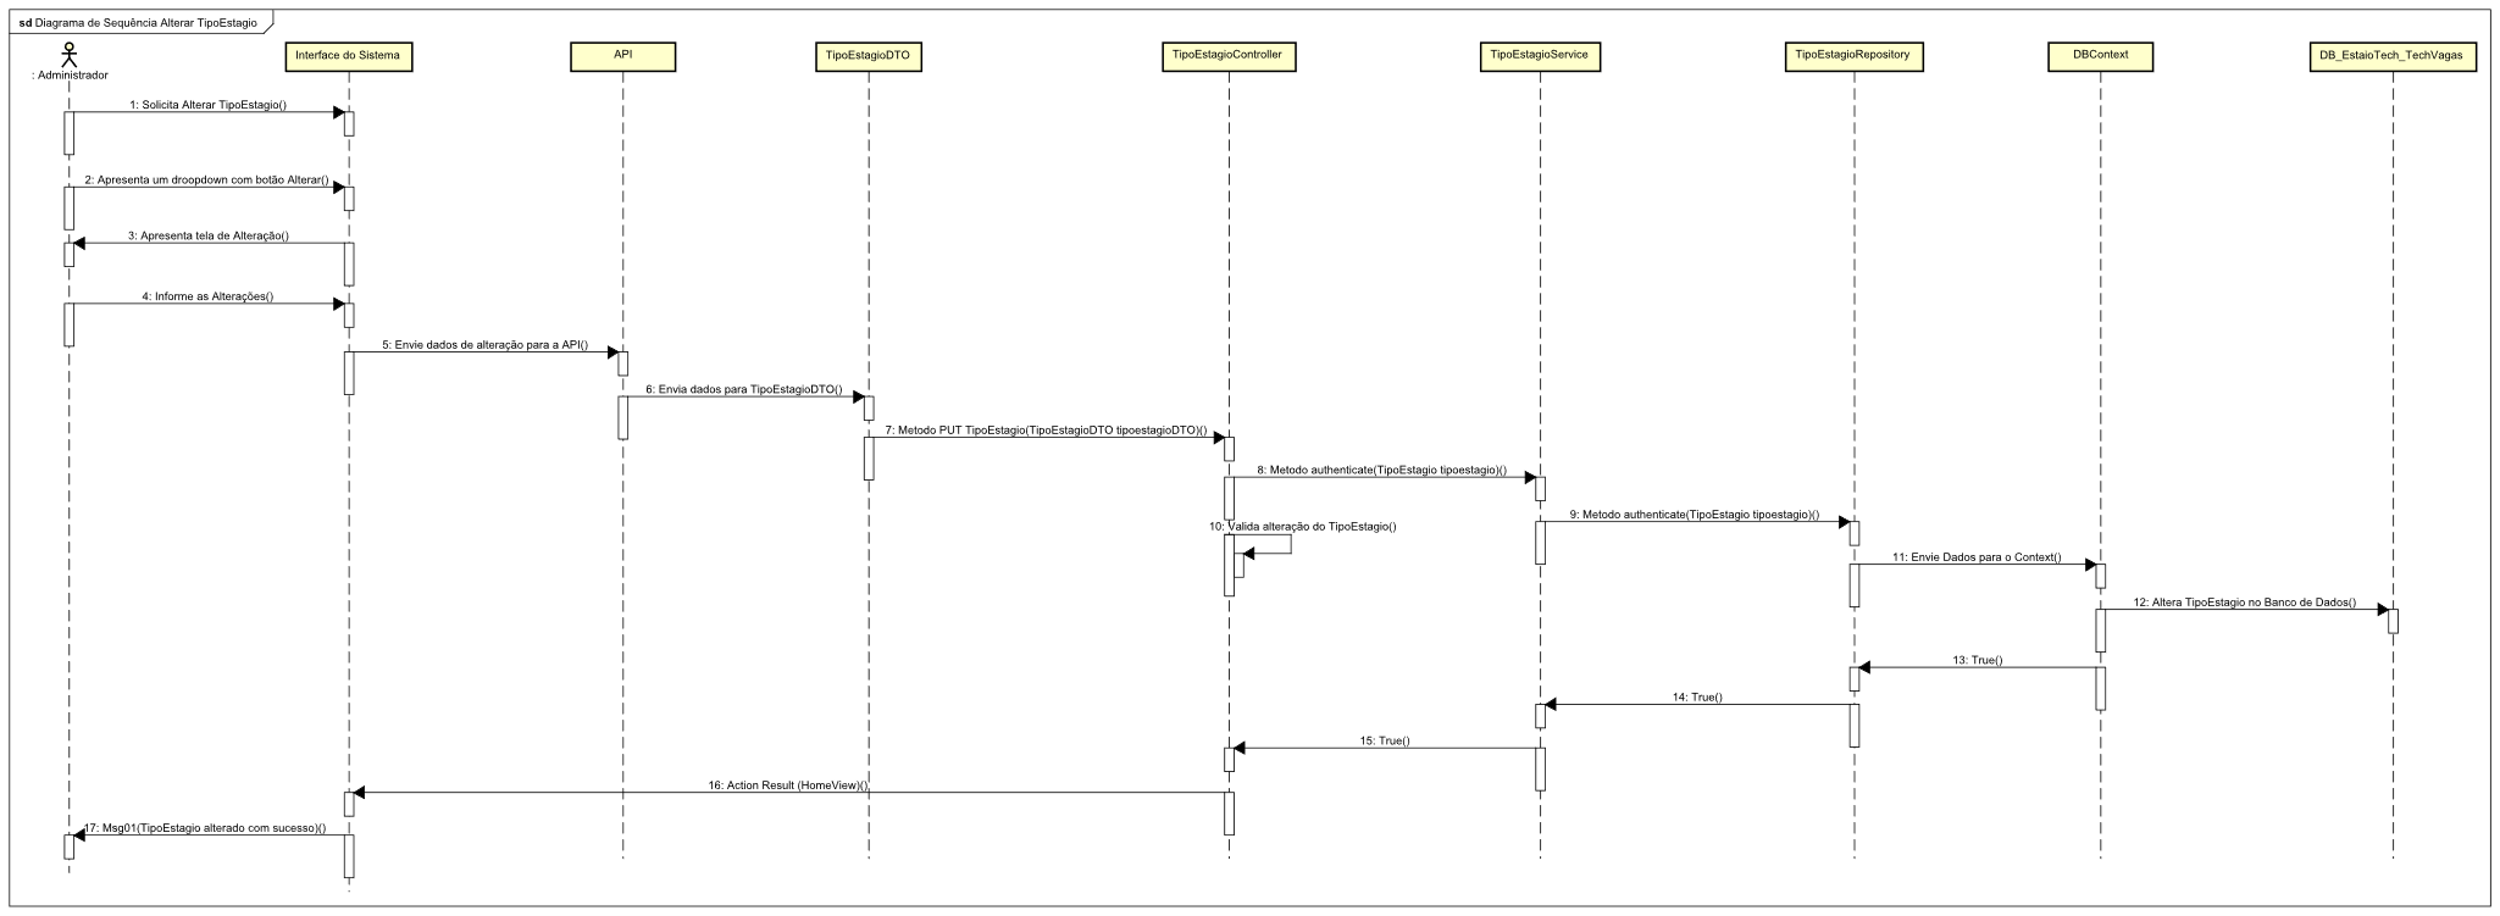 sd Diagrama de Sequência Alterar TipoEstagio
: Administrador
Interface do Sistema
API
TipoEstagioDTO
TipoEstagioController
TipoEstagioService
TipoEstagioRepository
DBContext
DB_EstaioTech_TechVagas
1: Solicita Alterar TipoEstagio()
2: Apresenta um droopdown com botão Alterar()
3: Apresenta tela de Alteração()
4: Informe as Alterações()
5: Envie dados de alteração para a API()
6: Envia dados para TipoEstagioDTO()
7: Metodo PUT TipoEstagio(TipoEstagioDTO tipoestagioDTO)()
8: Metodo authenticate(TipoEstagio tipoestagio)()
9: Metodo authenticate(TipoEstagio tipoestagio)()
10: Valida alteração do TipoEstagio()
11: Envie Dados para o Context()
12: Altera TipoEstagio no Banco de Dados()
13: True()
14: True()
15: True()
16: Action Result (HomeView)()
17: Msg01(TipoEstagio alterado com sucesso)()